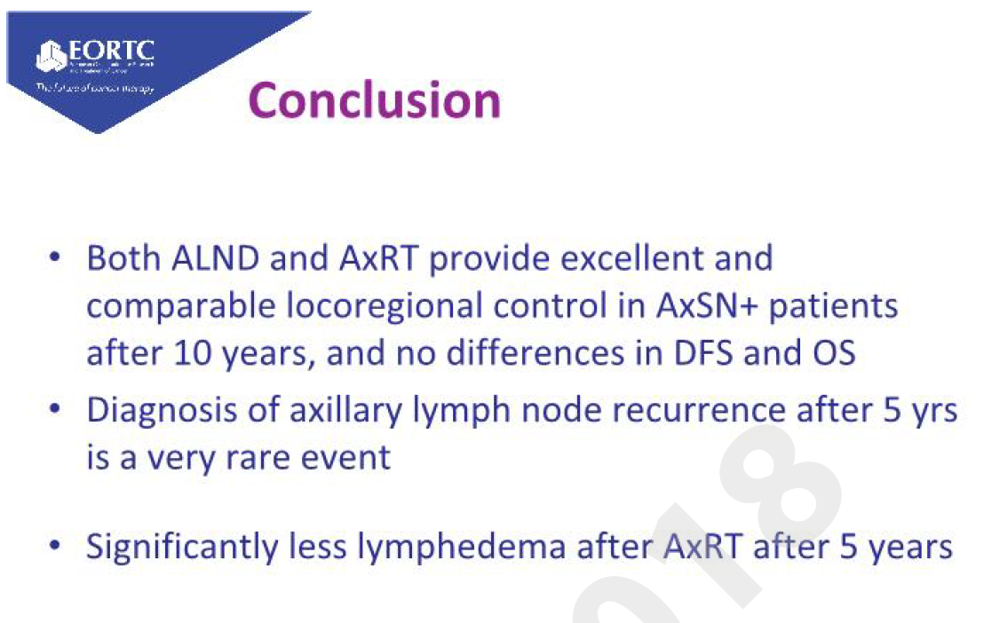 EORTC
The future of cancer therapy
Conclusion
• Both ALND and AxRT provide excellent and
comparable locoregional control in AxSN+ patients
after 10 years, and no differences in DFS and OS
• Diagnosis of axillary lymph node recurrence after 5 yrs
is a very rare event
• Significantly less lymphedema after AxRT after 5 years
018